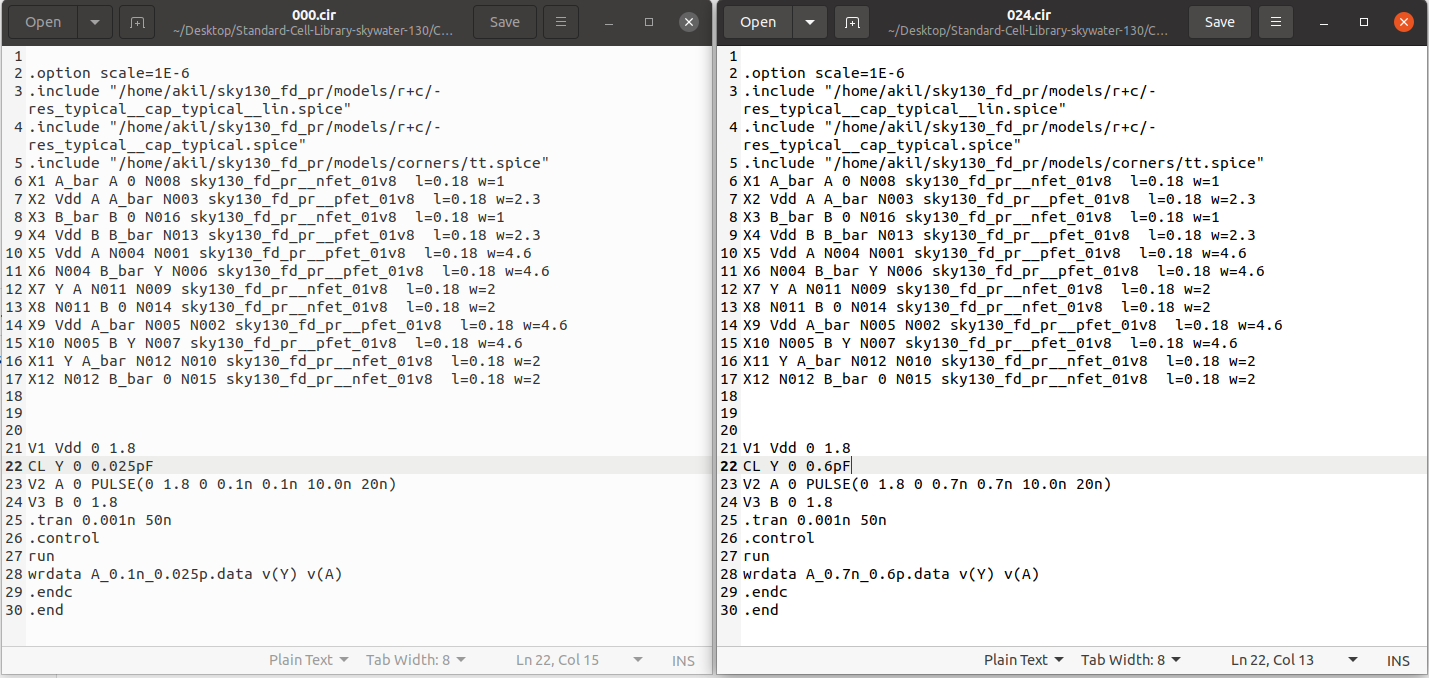 Open
000.cir
~/Desktop/Standard-Cell-Library-skywater-130/C...
Save
1
2 .option scale=1E-6
3 .include "/home/akil/sky130_fd_pr/models/r+c/-
res_typical__cap_typical__lin.spice"
4 .include "/home/akil/sky130_fd_pr/models/r+c/-
res_typical__cap_typical.spice"
5 .include "/home/akil/sky130_fd_pr/models/corners/tt.spice"
6 X1 A_bar A 0 N008 sky130_fd_pr__nfet_01v8  l=0.18 w=1
7 X2 Vdd A A_bar N003 sky130_fd_pr__pfet_01v8  l=0.18 w=2.3
8 X3 B_bar B 0 N016 sky130_fd_pr__nfet_01v8  l=0.18 w=1
9 X4 Vdd B B_bar N013 sky130_fd_pr__pfet_01v8  l=0.18 w=2.3
10 X5 Vdd A N004 N001 sky130_fd_pr__pfet_01v8  l=0.18 w=4.6
11 X6 N004 B_bar Y N006 sky130_fd_pr__pfet_01v8  l=0.18 w=4.6
12 X7 Y A N011 N009 sky130_fd_pr__nfet_01v8  l=0.18 w=2
13 X8 N011 B 0 N014 sky130_fd_pr__nfet_01v8  l=0.18 w=2
14 X9 Vdd A_bar N005 N002 sky130_fd_pr__pfet_01v8  l=0.18 w=4.6
15 X10 N005 B Y N007 sky130_fd_pr__pfet_01v8  l=0.18 w=4.6
16 X11 Y A_bar N012 N010 sky130_fd_pr__nfet_01v8  l=0.18 w=2
17 X12 N012 B_bar 0 N015 sky130_fd_pr__nfet_01v8  l=0.18 w=2
18
19
20
21 V1 Vdd 0 1.8
22 CL Y 0 0.025pF
23 V2 A 0 PULSE(0 1.8 0 0.1n 0.1n 10.0n 20n)
24 V3 B 0 1.8
25 .tran 0.001n 50n
26 .control
27 run
28 wrdata A_0.1n_0.025p.data v(Y) v(A)
29 .endc
30 .end
Plain Text
Tab Width: 8
Ln 22, Col 15
INS
Open
024.cir
~/Desktop/Standard-Cell-Library-skywater-130/C...
Save
1
2 .option scale=1E-6
3 .include "/home/akil/sky130_fd_pr/models/r+c/-
res_typical__cap_typical__lin.spice"
4 .include "/home/akil/sky130_fd_pr/models/r+c/-
res_typical__cap_typical.spice"
5 .include "/home/akil/sky130_fd_pr/models/corners/tt.spice"
6 X1 A_bar A 0 N008 sky130_fd_pr__nfet_01v8  l=0.18 w=1
7 X2 Vdd A A_bar N003 sky130_fd_pr__pfet_01v8  l=0.18 w=2.3
8 X3 B_bar B 0 N016 sky130_fd_pr__nfet_01v8  l=0.18 w=1
9 X4 Vdd B B_bar N013 sky130_fd_pr__pfet_01v8  l=0.18 w=2.3
10 X5 Vdd A N004 N001 sky130_fd_pr__pfet_01v8  l=0.18 w=4.6
11 X6 N004 B_bar Y N006 sky130_fd_pr__pfet_01v8  l=0.18 w=4.6
12 X7 Y A N011 N009 sky130_fd_pr__nfet_01v8  l=0.18 w=2
13 X8 N011 B 0 N014 sky130_fd_pr__nfet_01v8  l=0.18 w=2
14 X9 Vdd A_bar N005 N002 sky130_fd_pr__pfet_01v8  l=0.18 w=4.6
15 X10 N005 B Y N007 sky130_fd_pr__pfet_01v8  l=0.18 w=4.6
16 X11 Y A_bar N012 N010 sky130_fd_pr__nfet_01v8  l=0.18 w=2
17 X12 N012 B_bar 0 N015 sky130_fd_pr__nfet_01v8  l=0.18 w=2
18
19
20
21 V1 Vdd 0 1.8
22 CL Y 0 0.6pF
23 V2 A 0 PULSE(0 1.8 0 0.7n 0.7n 10.0n 20n)
24 V3 B 0 1.8
25 .tran 0.001n 50n
26 .control
27 run
28 wrdata A_0.7n_0.6p.data v(Y) v(A)
29 .endc
30 .end
Plain Text
Tab Width: 8
Ln 22, Col 13
INS